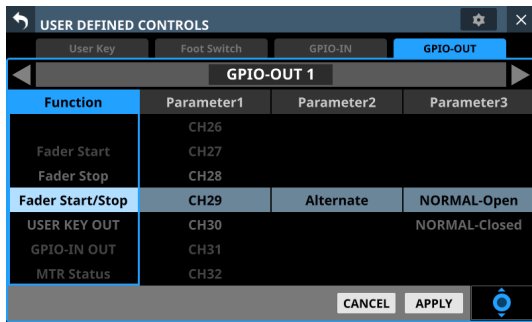 USER DEFINED CONTROLS
User Key Foot Switch GPIO-IN GPIO-OUT
GPIO-OUT 1
Function Parameter1 Parameter2 Parameter3
CH26
Fader Start CH27
Fader Stop CH28
Fader Start/Stop CH29 Alternate NORMAL-Open
USER KEY OUT CH30 NORMAL-Closed
GPIO-IN OUT CH31
MTR Status CH32
CANCEL APPLY